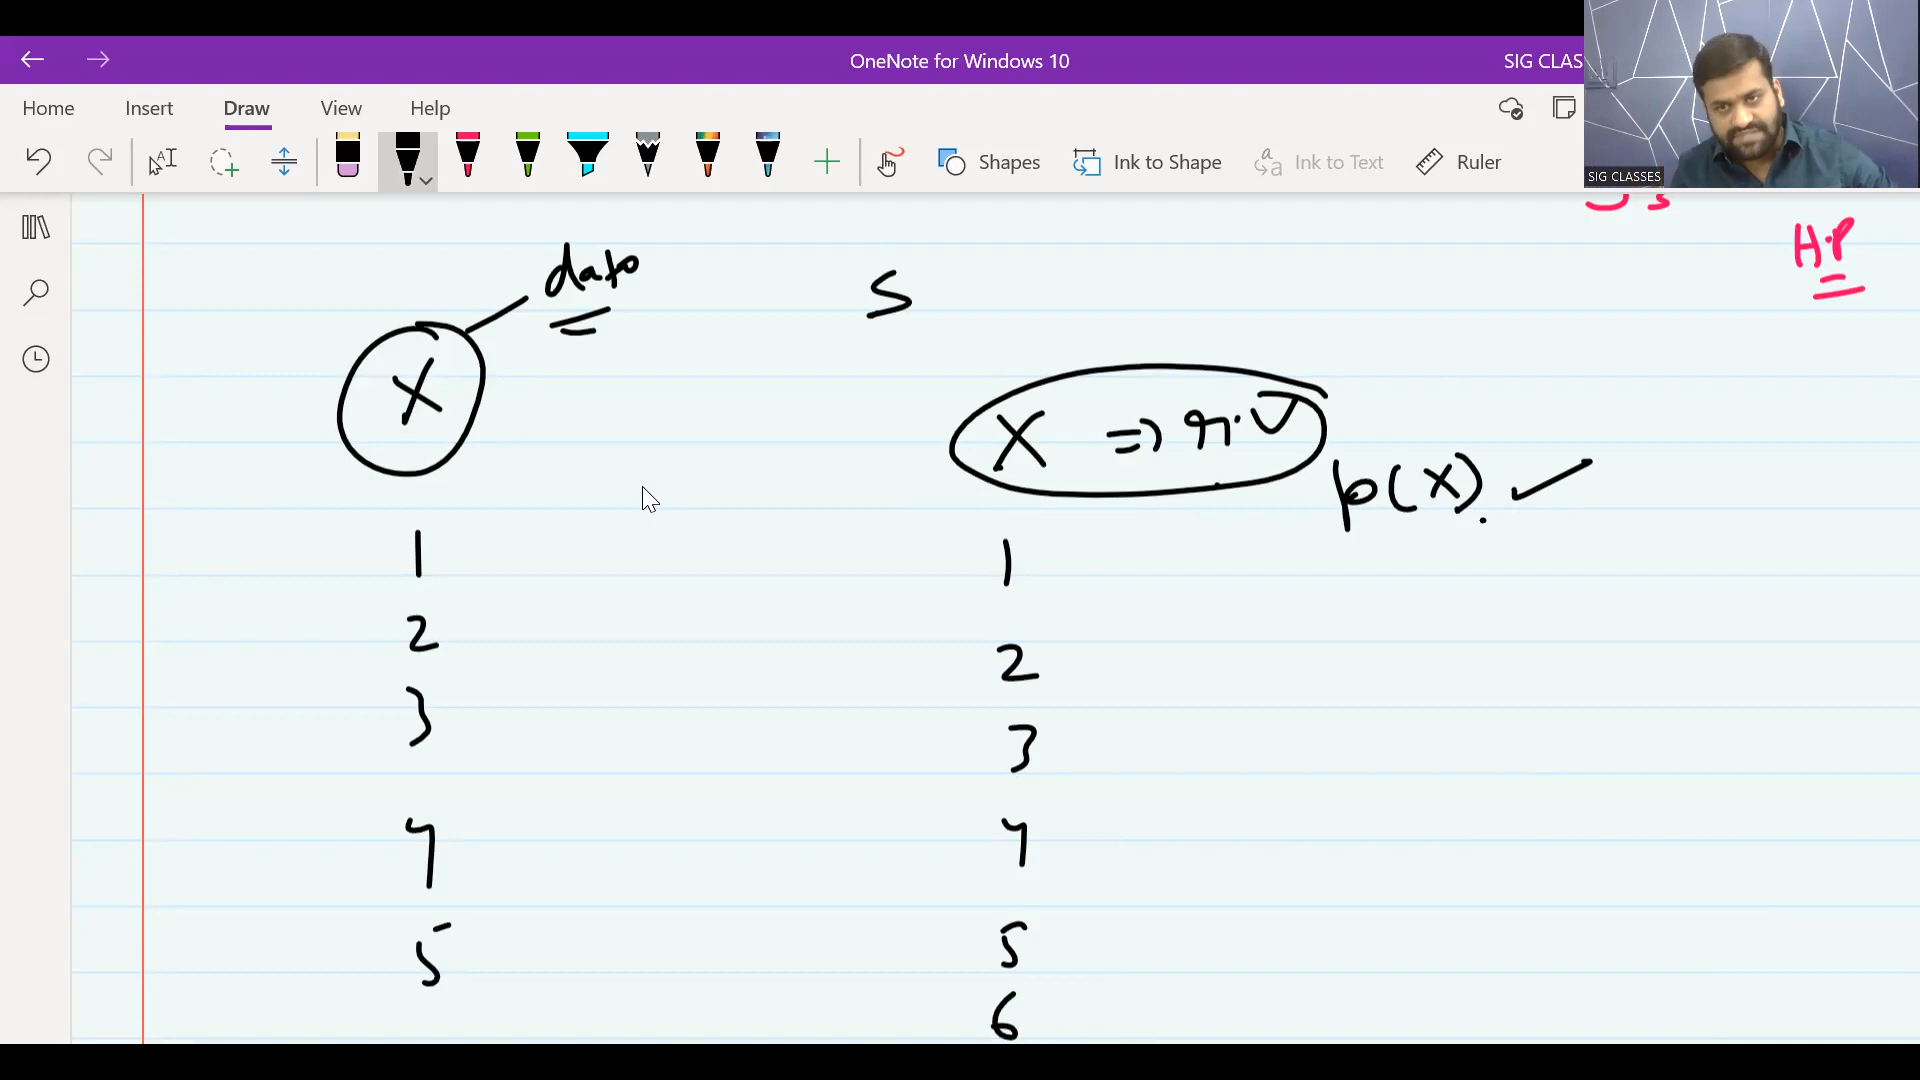 OneNote for Windows 10
SIG CLAS
Home Insert Draw View Help
Shapes Ink to Shape Ink to Text Ruler
SIG CLASSES
H.P
data
S
X
X => r.v
p(x).
1 1
2 2
3 3
4 4
5 5
6